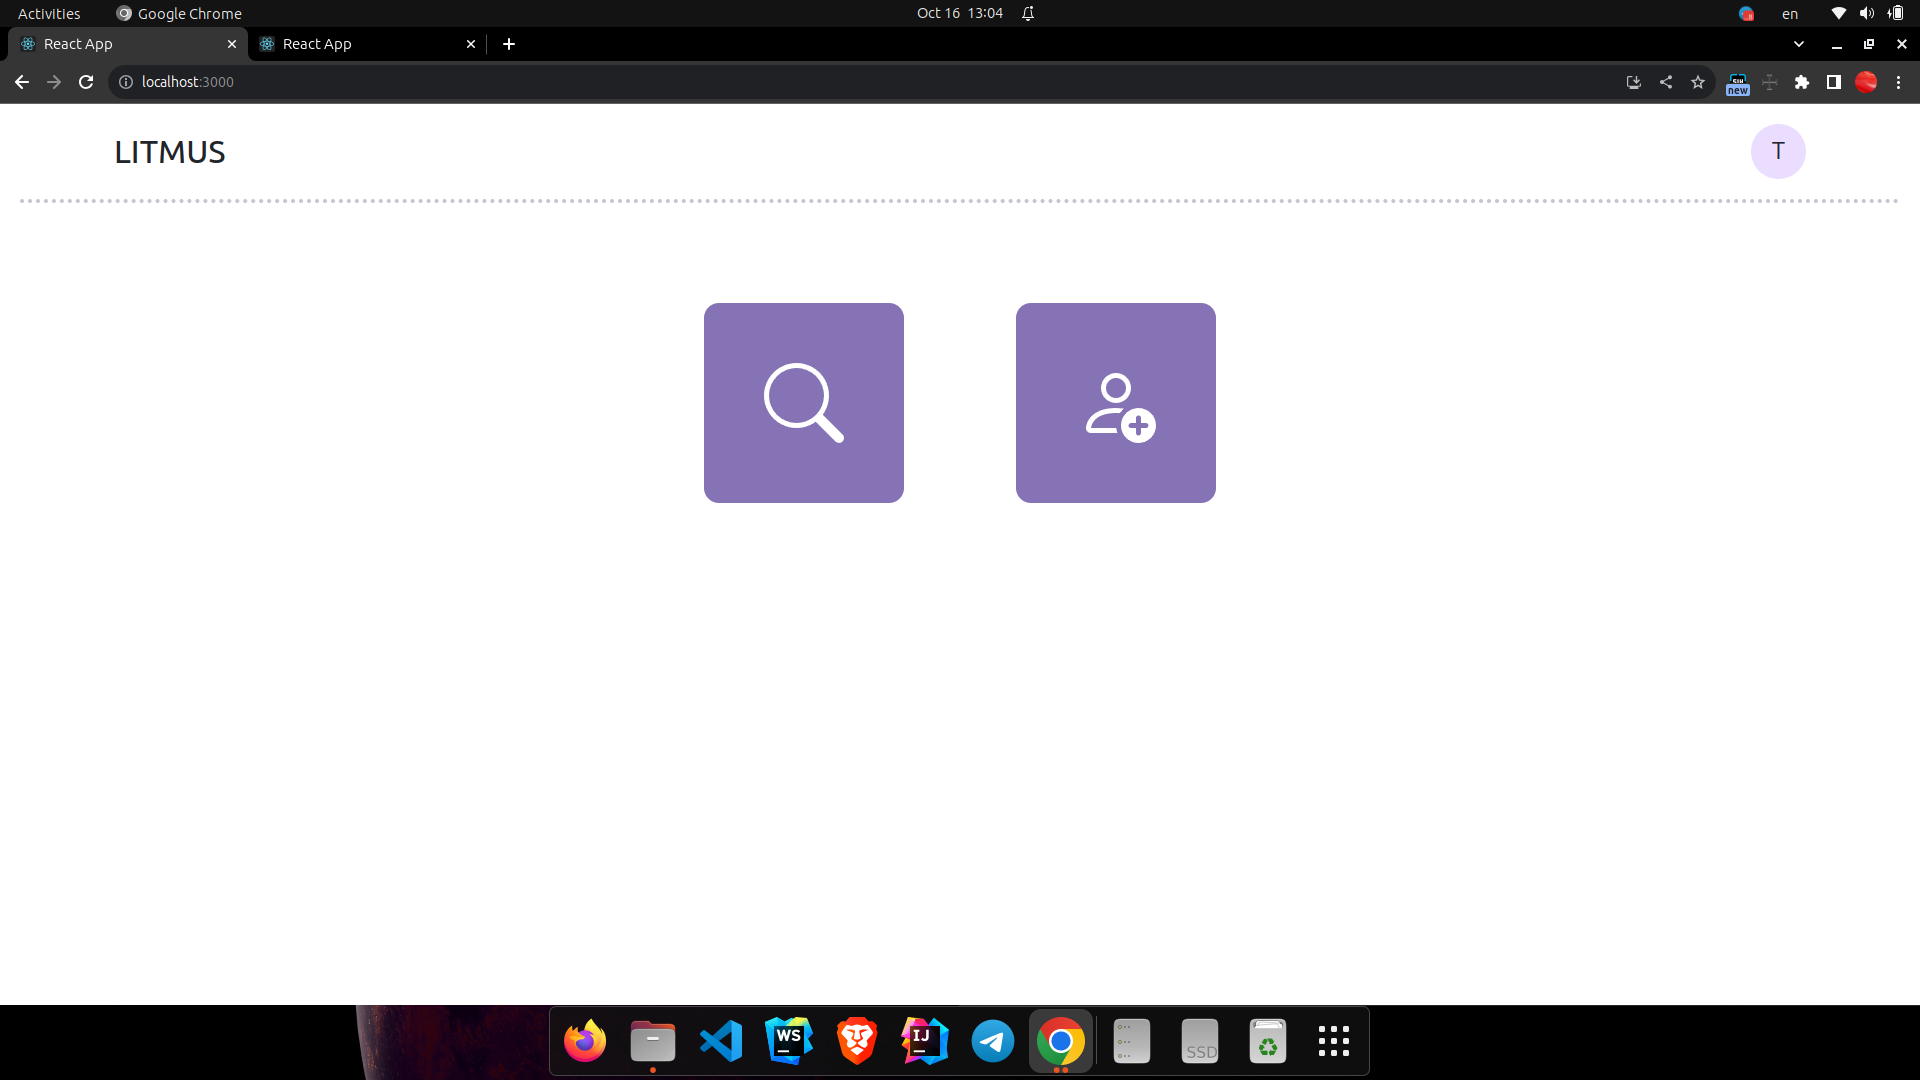 Activities Google Chrome Oct 16 13:04 en
React App React App
localhost:3000 new
LITMUS T
WS IJ SSD